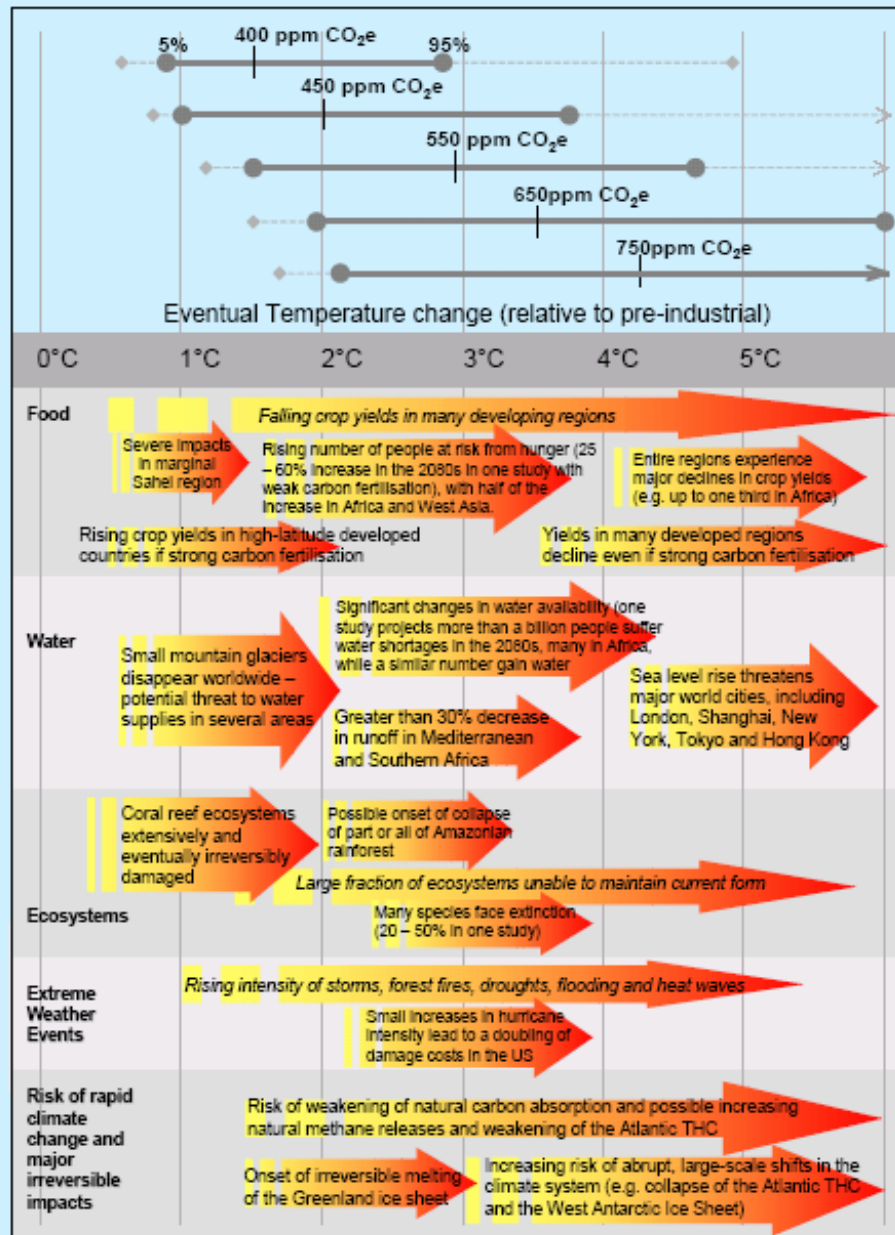 400 ppm CO₂e
5%
95%
450 ppm CO₂e
550 ppm CO₂e
650ppm CO₂e
750ppm CO₂e
Eventual Temperature change (relative to pre-industrial)
0°C 1°C 2°C 3°C 4°C 5°C
Food
Falling crop yields in many developing regions
Severe impacts
in marginal
Sahel region
Rising number of people at risk from hunger (25
– 60% increase in the 2080s in one study with
weak carbon fertilisation), with half of the
increase in Africa and West Asia.
Entire regions experience
major declines in crop yields
(e.g. up to one third in Africa)
Rising crop yields in high-latitude developed
countries if strong carbon fertilisation
Yields in many developed regions
decline even if strong carbon fertilisation
Water
Small mountain glaciers
disappear worldwide –
potential threat to water
supplies in several areas
Significant changes in water availability (one
study projects more than a billion people suffer
water shortages in the 2080s, many in Africa,
while a similar number gain water
Greater than 30% decrease
in runoff in Mediterranean
and Southern Africa
Sea level rise threatens
major world cities, including
London, Shanghai, New
York, Tokyo and Hong Kong
Ecosystems
Coral reef ecosystems
extensively and
eventually irreversibly
damaged
Possible onset of collapse
of part or all of Amazonian
rainforest
Large fraction of ecosystems unable to maintain current form
Many species face extinction
(20 – 50% in one study)
Extreme
Weather
Events
Rising intensity of storms, forest fires, droughts, flooding and heat waves
Small increases in hurricane
intensity lead to a doubling of
damage costs in the US
Risk of rapid
climate
change and
major
irreversible
impacts
Risk of weakening of natural carbon absorption and possible increasing
natural methane releases and weakening of the Atlantic THC
Onset of irreversible melting
of the Greenland ice sheet
Increasing risk of abrupt, large-scale shifts in the
climate system (e.g. collapse of the Atlantic THC
and the West Antarctic Ice Sheet)